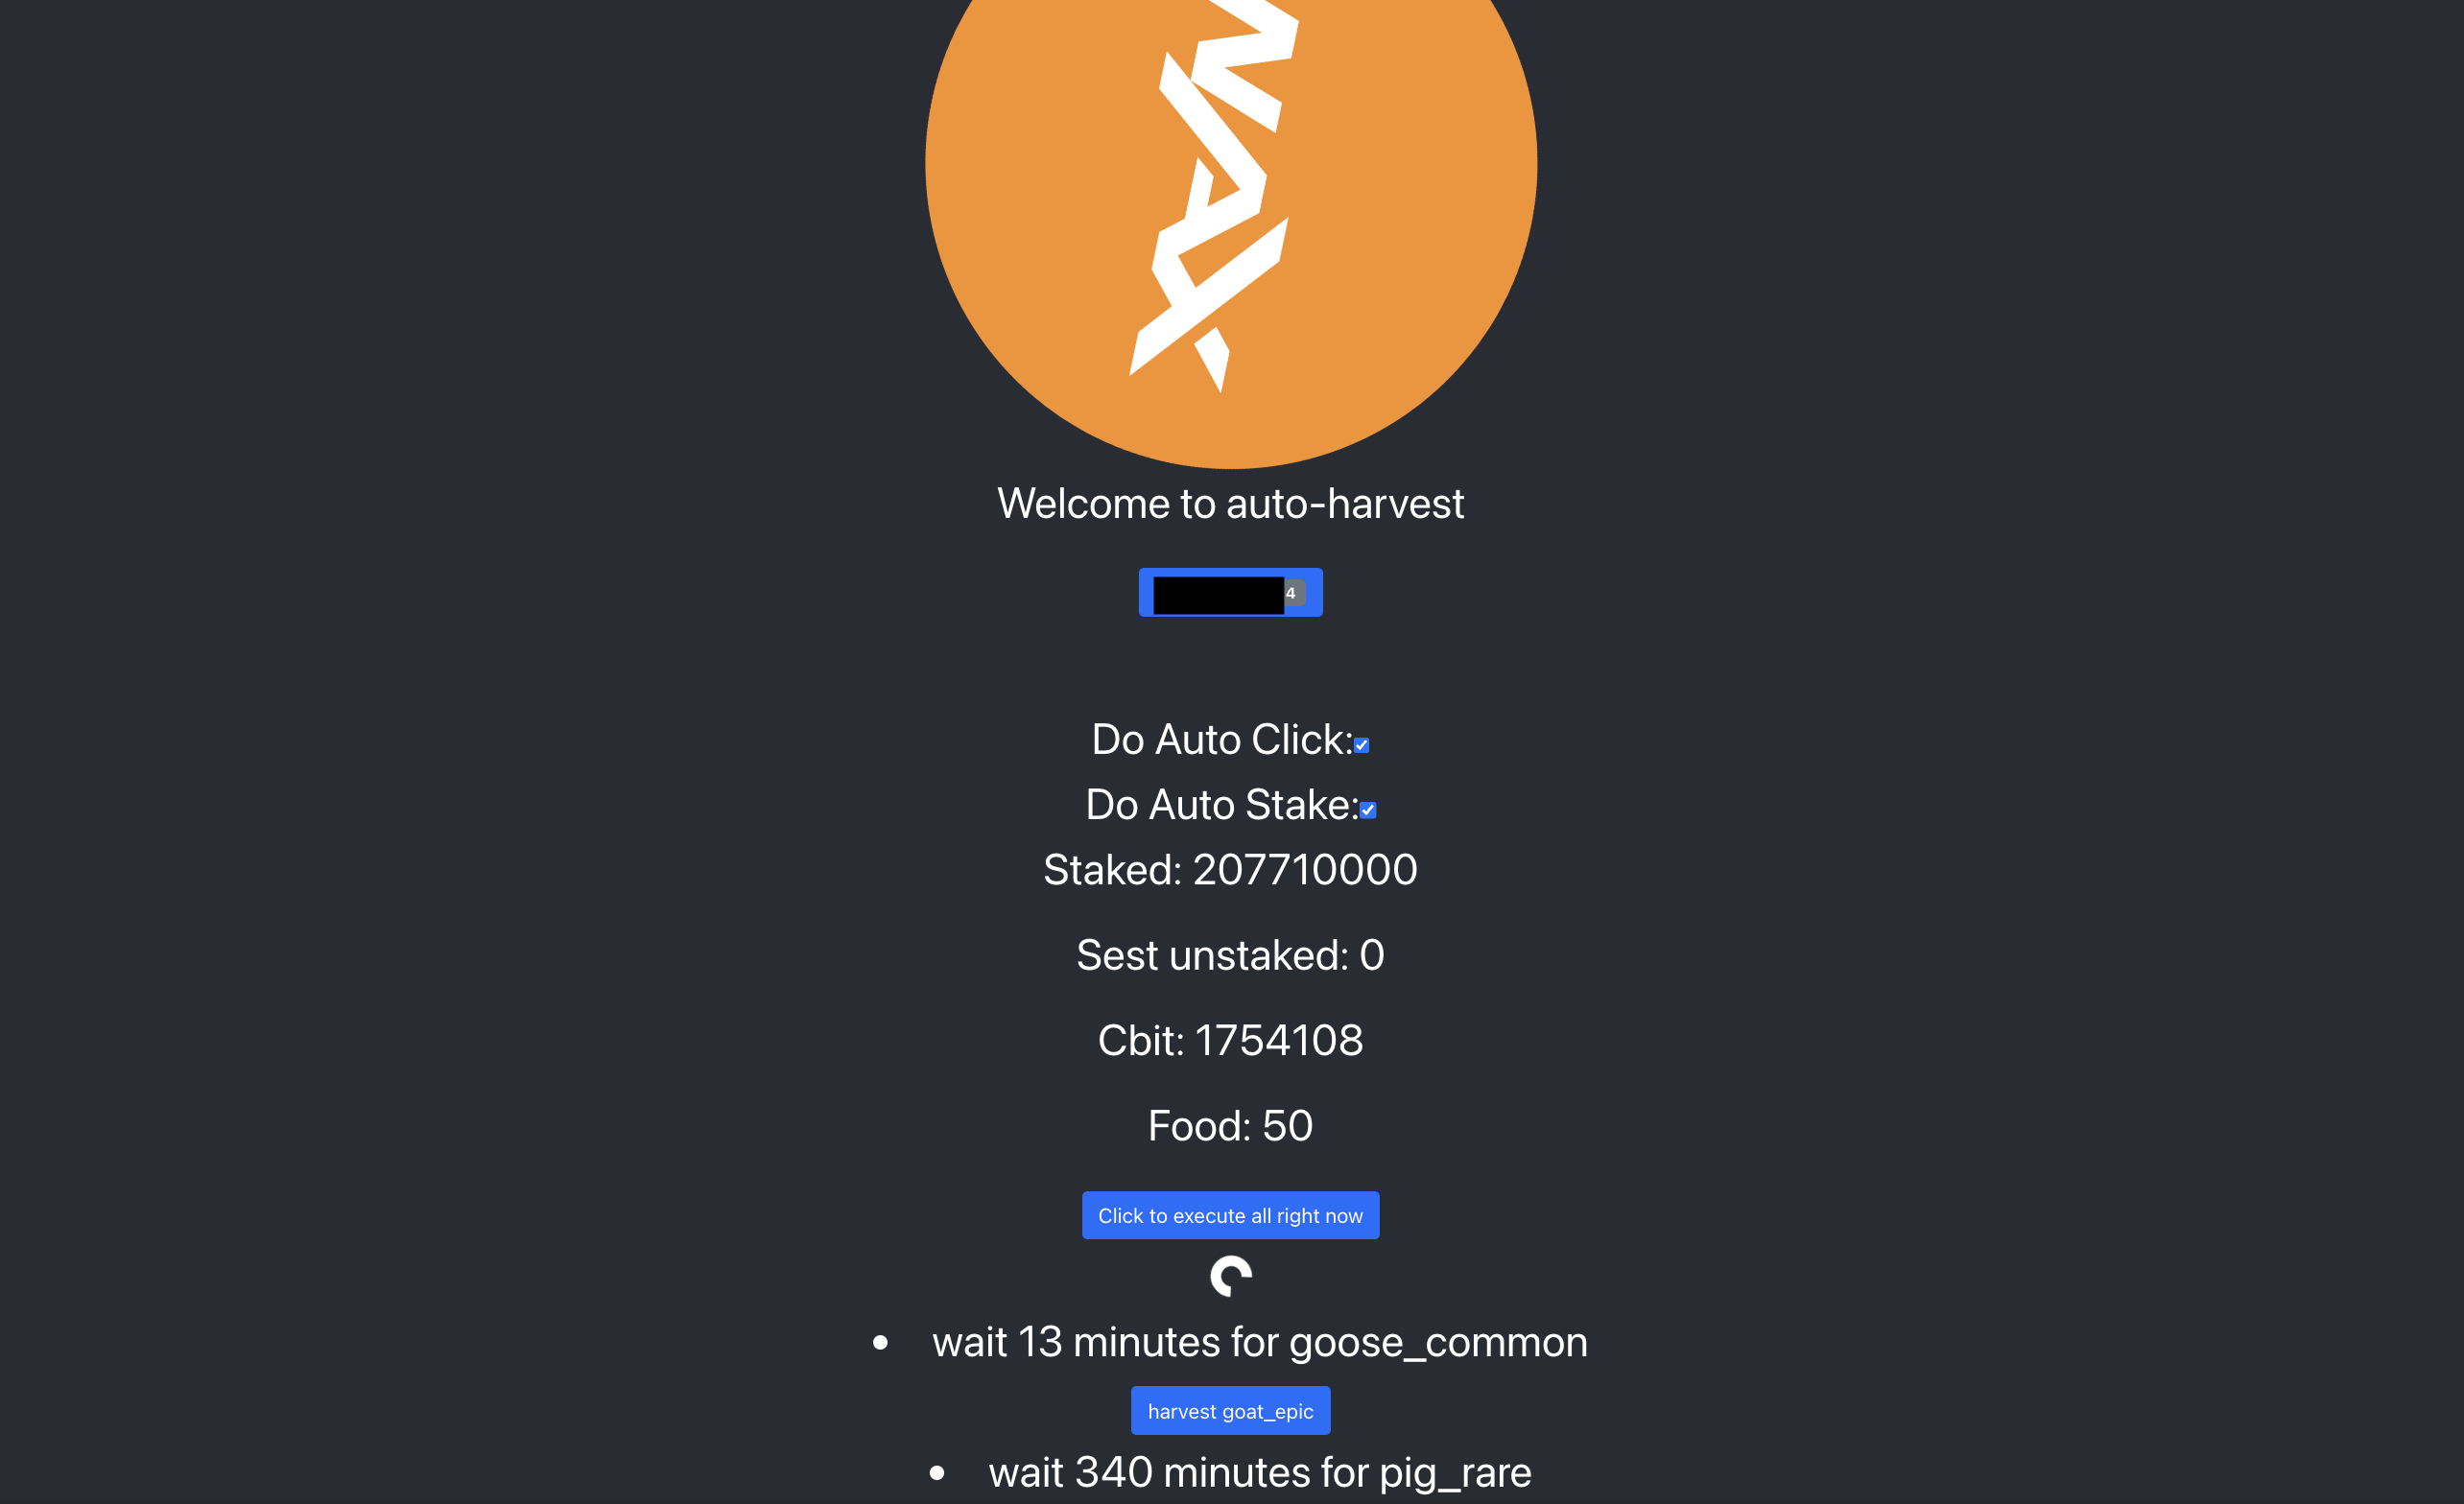 Welcome to auto-harvest
4
Do Auto Click:
Do Auto Stake:
Staked: 207710000
Sest unstaked: 0
Cbit: 1754108
Food: 50
Click to execute all right now
wait 13 minutes for goose_common
harvest goat_epic
wait 340 minutes for pig_rare